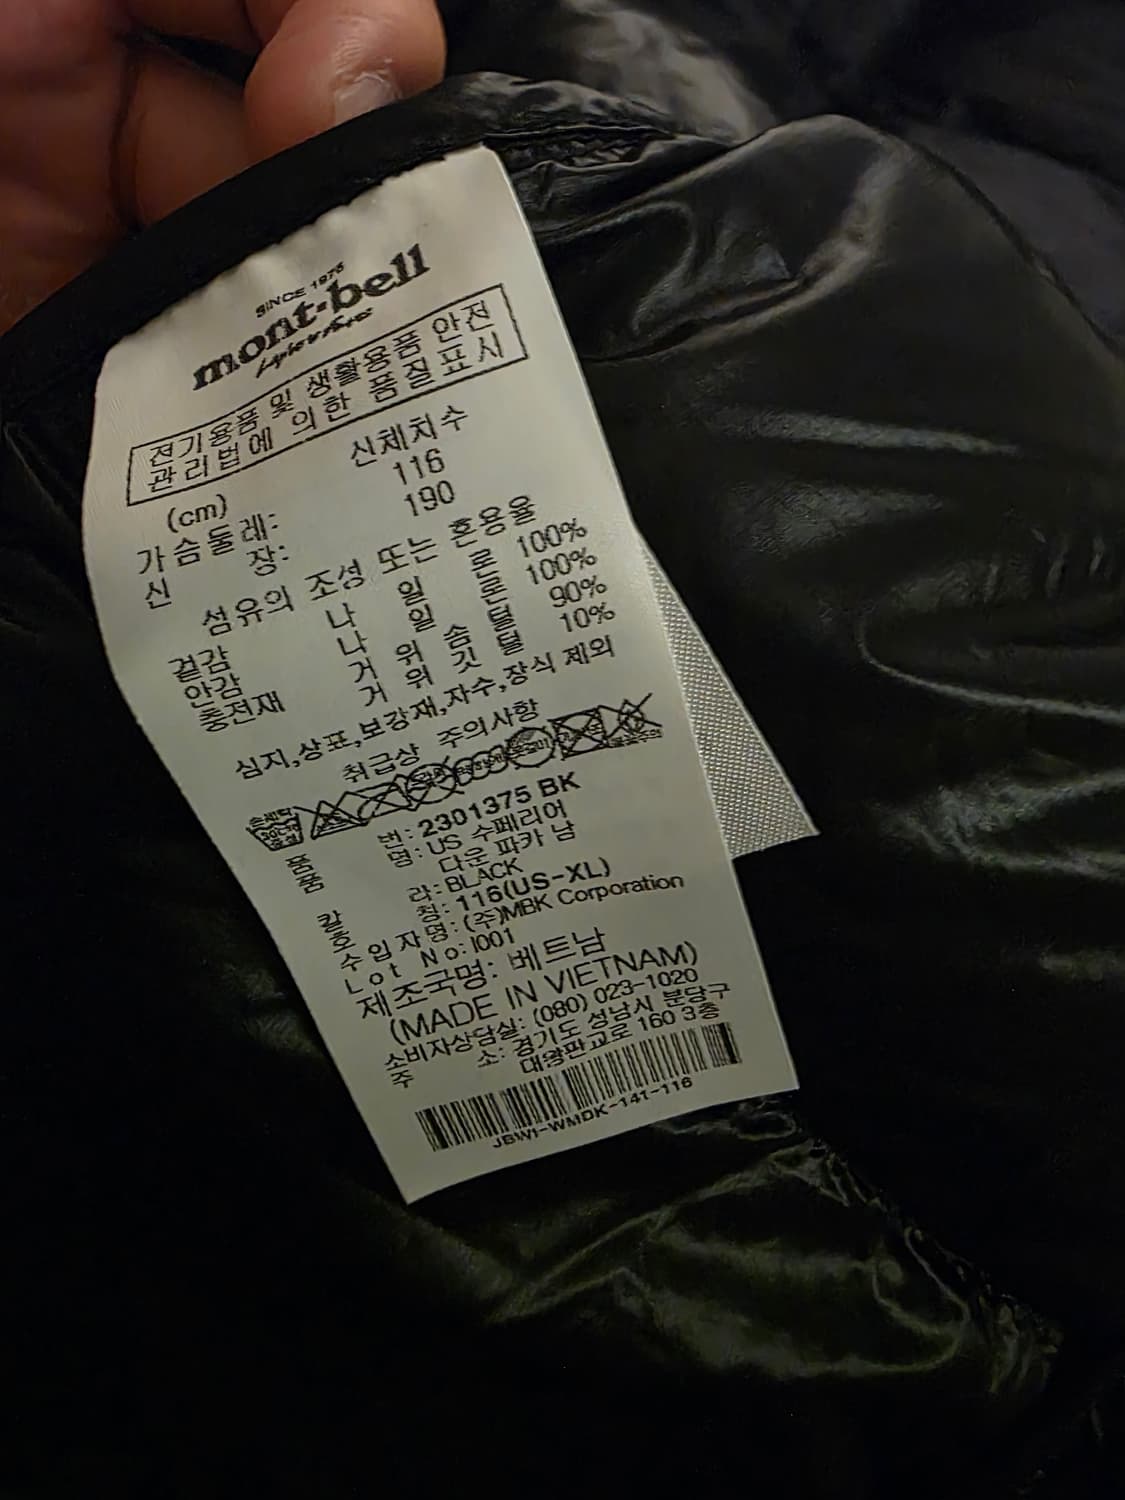 SINCE 1975
mont-bell
전기용품 및 생활용품 안전
관리법에 의한 품질표시
(cm) 신체치수
가슴둘레: 116
신 장: 190
섬유의 조성 또는 혼용율
겉감 나 일 론 100%
안감 나 일 론 100%
충전재 거 위 솜 털 90%
거 위 깃 털 10%
심지,상표,보강재,자수,장식 제외
취급상 주의사항
품 번: 2301375 BK
품 명: US 수페리어
다운 파카 남
칼 라: BLACK
호 칭: 116(US-XL)
수 입 자 명: (주)MBK Corporation
Lot No: I001
제조국명: 베트남
(MADE IN VIETNAM)
소비자상담실: (080) 023-1020
주 소: 경기도 성남시 분당구
대왕판교로 160 3층